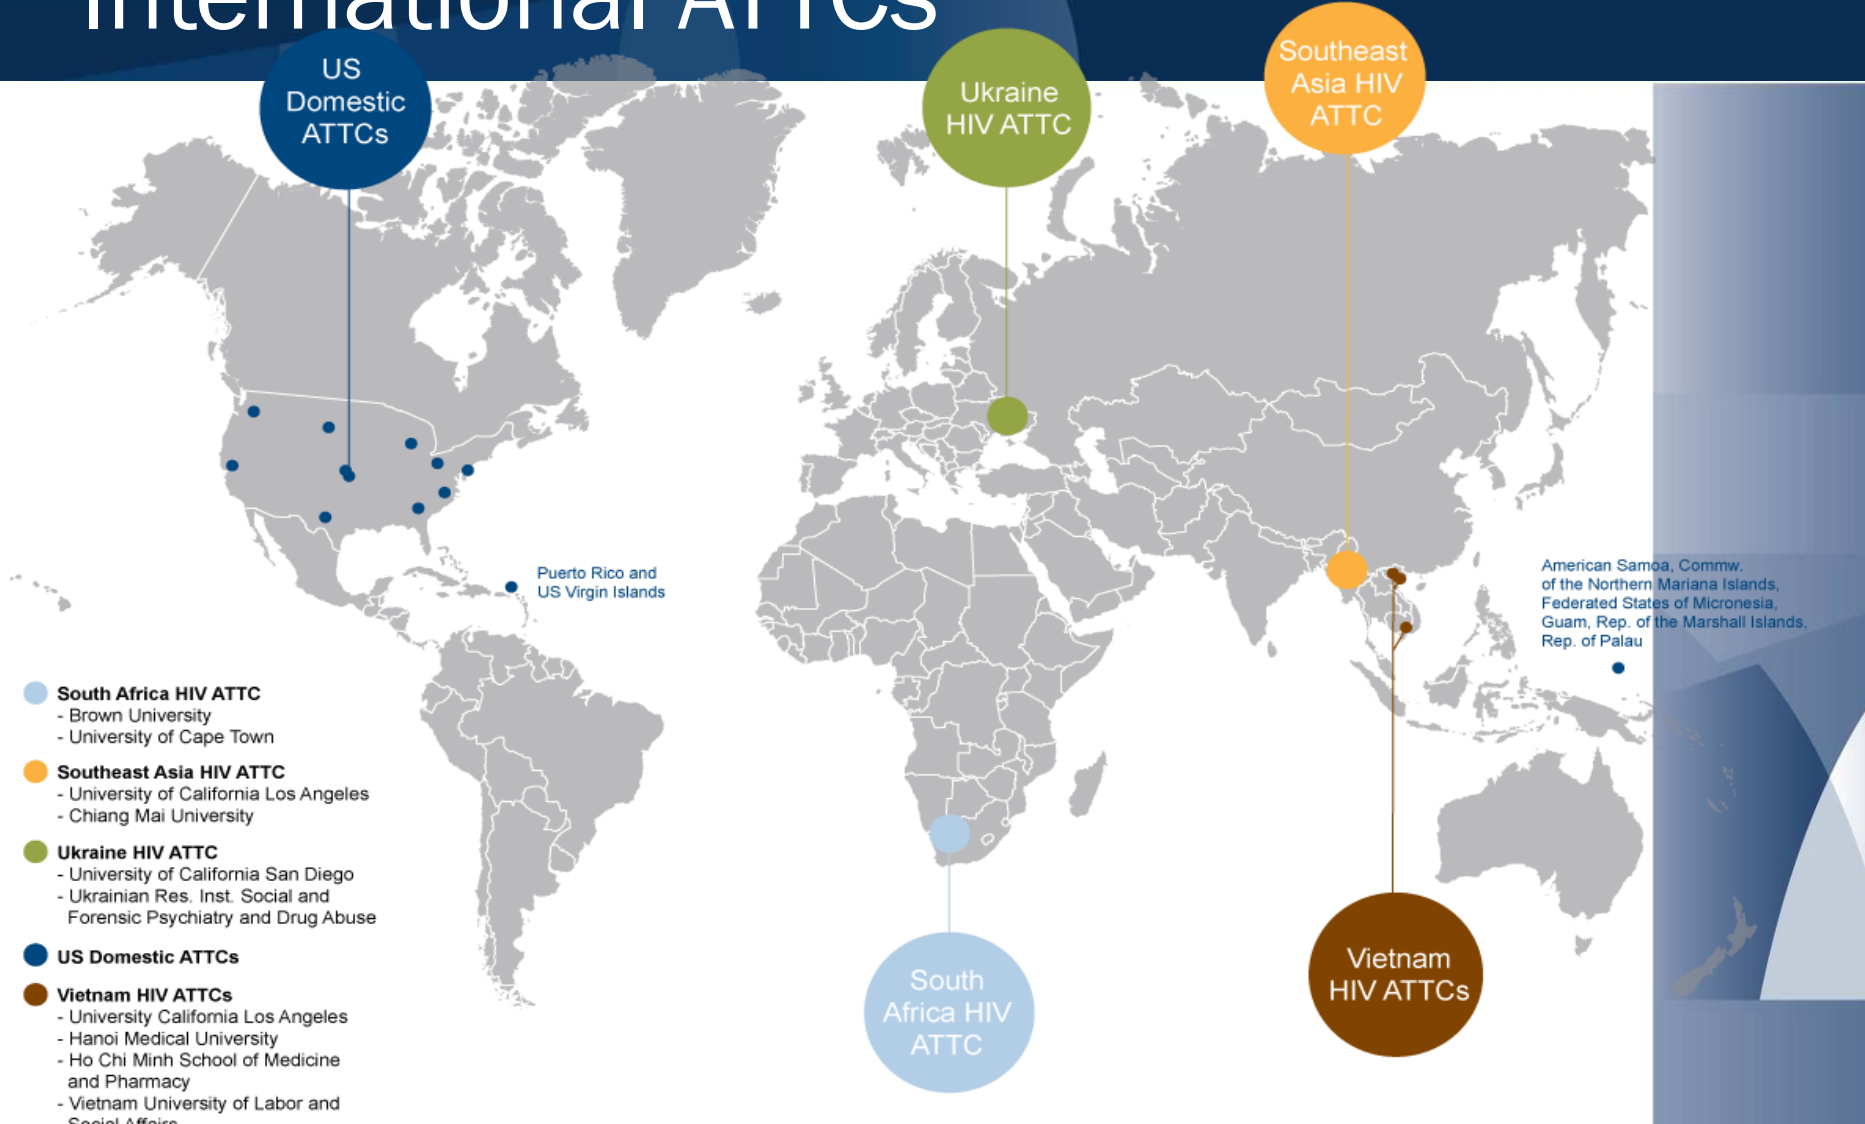 International ATTCs
US
Domestic
ATTCs
Ukraine
HIV ATTC
Southeast
Asia HIV
ATTC
Puerto Rico and
US Virgin Islands
American Samoa, Commw.
of the Northern Mariana Islands,
Federated States of Micronesia,
Guam, Rep. of the Marshall Islands,
Rep. of Palau
South Africa HIV ATTC
- Brown University
- University of Cape Town
Southeast Asia HIV ATTC
- University of California Los Angeles
- Chiang Mai University
Ukraine HIV ATTC
- University of California San Diego
- Ukrainian Res. Inst. Social and
Forensic Psychiatry and Drug Abuse
US Domestic ATTCs
Vietnam HIV ATTCs
- University California Los Angeles
- Hanoi Medical University
- Ho Chi Minh School of Medicine
and Pharmacy
- Vietnam University of Labor and
Social Affairs
South
Africa HIV
ATTC
Vietnam
HIV ATTCs